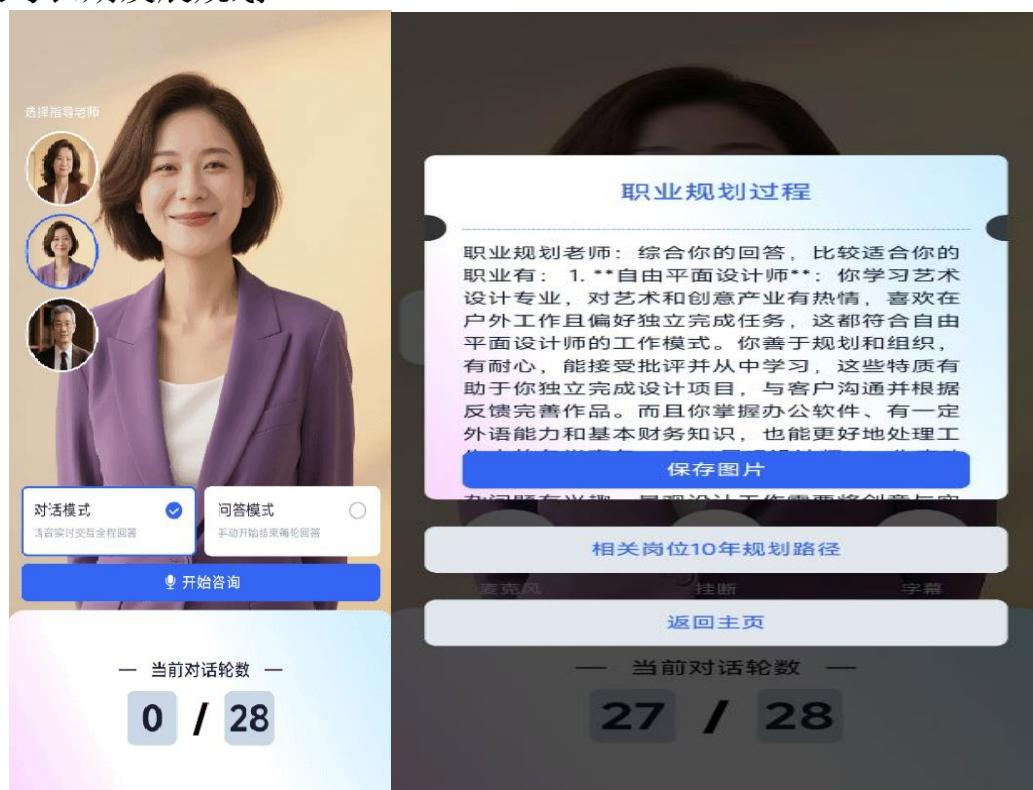 选择指导老师
对话模式
问答模式
语音实时交互全程回答
手动开始结束每轮回答
开始咨询
— 当前对话轮数 —
0 / 28
职业规划过程
职业规划老师：综合你的回答，比较适合你的
职业有：1. **自由平面设计师**：你学习艺术
设计专业，对艺术和创意产业有热情，喜欢在
户外工作且偏好独立完成任务，这都符合自由
平面设计师的工作模式。你善于规划和组织，
有耐心，能接受批评并从中学习，这些特质有
助于你独立完成设计项目，与客户沟通并根据
反馈完善作品。而且你掌握办公软件、有一定
外语能力和基本财务知识，也能更好地处理工
保存图片
相关岗位10年规划路径
麦克风
挂断
字幕
返回主页
— 当前对话轮数 —
27 / 28